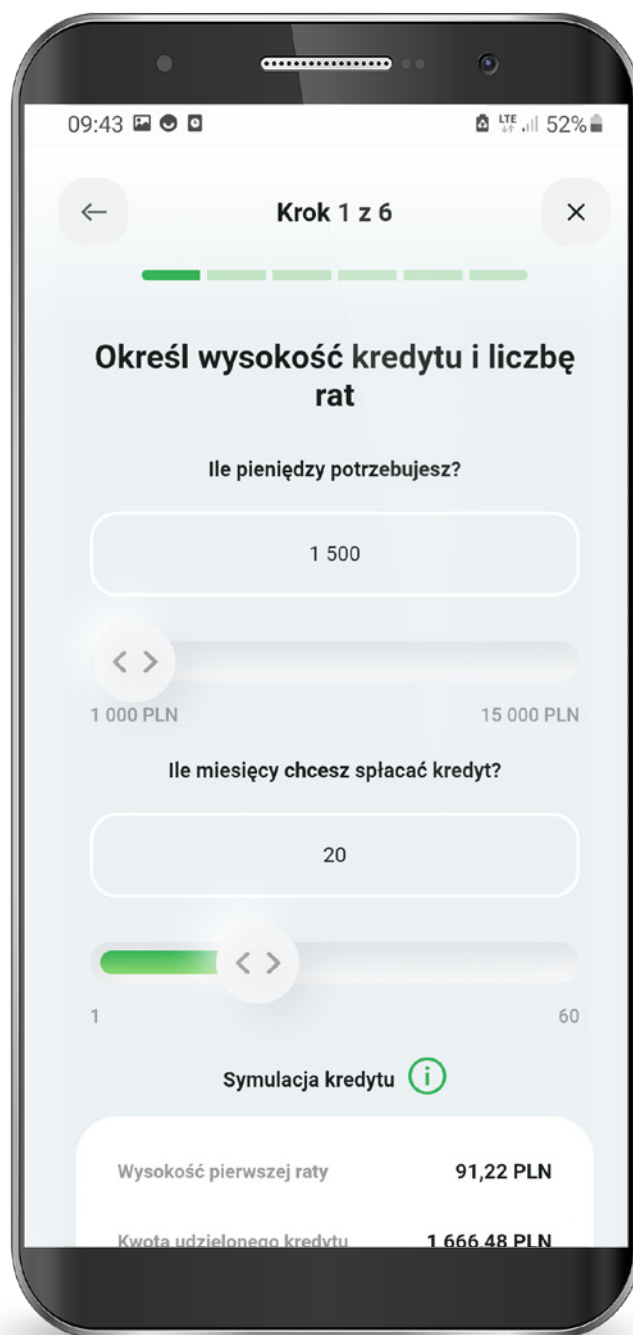 09:43
LTE
52%
Krok 1 z 6
Określ wysokość kredytu i liczbę
rat
Ile pieniędzy potrzebujesz?
1 500
1 000 PLN
15 000 PLN
Ile miesięcy chcesz spłacać kredyt?
20
1
60
Symulacja kredytu
Wysokość pierwszej raty
91,22 PLN
Kwota udzielonego kredytu
1 666,48 PLN